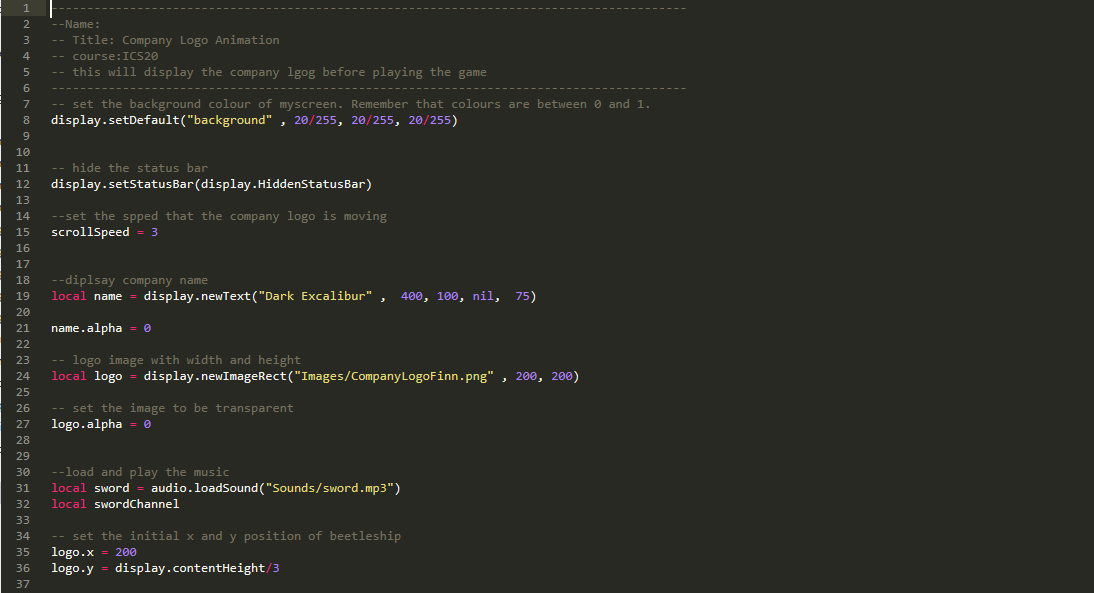 1 -----------------------------------------------------------------------------------------
2 --Name:
3 -- Title: Company Logo Animation
4 -- course:ICS20
5 -- this will display the company lgog before playing the game
6 -----------------------------------------------------------------------------------------
7 -- set the background colour of myscreen. Remember that colours are between 0 and 1.
8 display.setDefault("background" , 20/255, 20/255, 20/255)
9
10
11 -- hide the status bar
12 display.setStatusBar(display.HiddenStatusBar)
13
14 --set the spped that the company logo is moving
15 scrollSpeed = 3
16
17
18 --diplsay company name
19 local name = display.newText("Dark Excalibur" ,  400, 100, nil,  75)
20
21 name.alpha = 0
22
23 -- logo image with width and height
24 local logo = display.newImageRect("Images/CompanyLogoFinn.png" , 200, 200)
25
26 -- set the image to be transparent
27 logo.alpha = 0
28
29
30 --load and play the music
31 local sword = audio.loadSound("Sounds/sword.mp3")
32 local swordChannel
33
34 -- set the initial x and y position of beetleship
35 logo.x = 200
36 logo.y = display.contentHeight/3
37